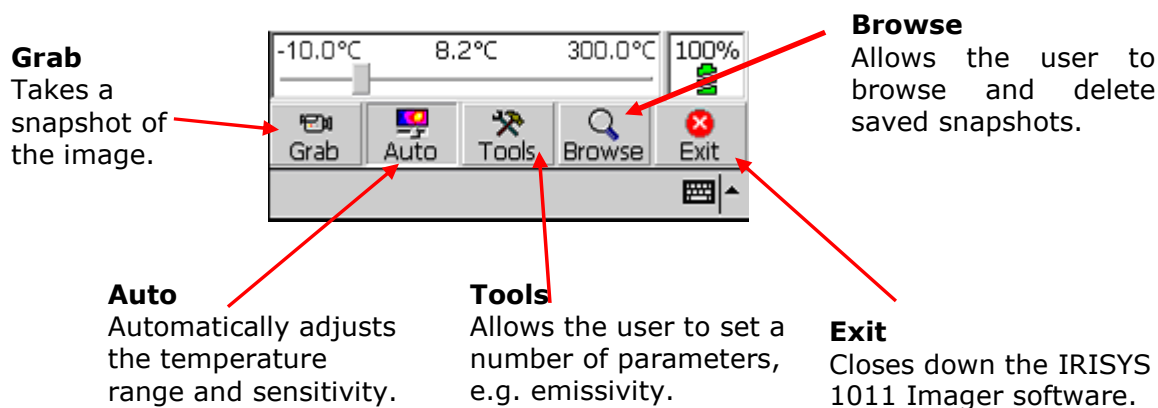 Grab
Takes a
snapshot of
the image.
-10.0°C 8.2°C 300.0°C 100%
Grab Auto Tools Browse Exit
Browse
Allows the user to
browse and delete
saved snapshots.
Auto
Automatically adjusts
the temperature
range and sensitivity.
Tools
Allows the user to set a
number of parameters,
e.g. emissivity.
Exit
Closes down the IRISYS
1011 Imager software.